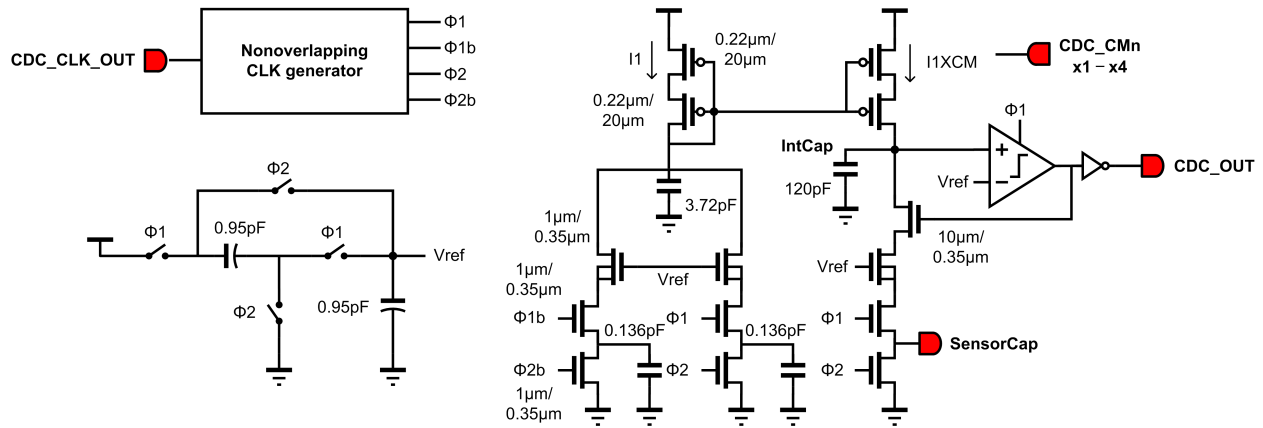 CDC_CLK_OUT
Nonoverlapping
CLK generator
Φ1
Φ1b
Φ2
Φ2b
Φ2
Φ1
0.95pF
Φ1
Vref
Φ2
0.95pF
I1
0.22µm/
20µm
0.22µm/
20µm
I1XCM
CDC_CMn
x1 – x4
Φ1
IntCap
+
Vref
−
CDC_OUT
120pF
3.72pF
1µm/
0.35µm
10µm/
0.35µm
1µm/
0.35µm
Vref
Vref
Φ1b
0.136pF
Φ1
0.136pF
Φ1
SensorCap
Φ2b
Φ2
Φ2
1µm/
0.35µm